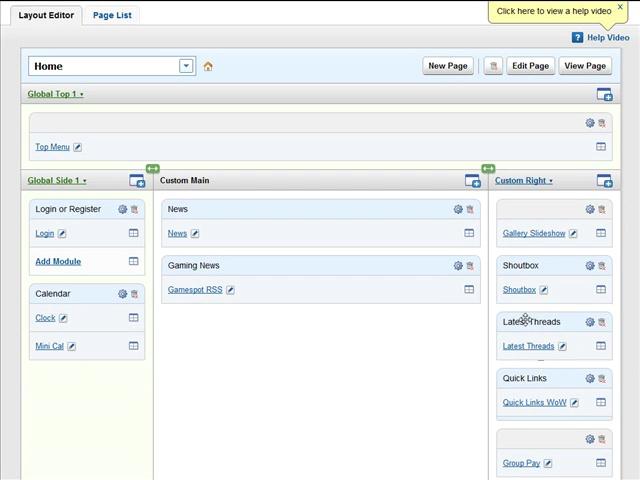 Layout Editor
Page List
Click here to view a help video
X
? Help Video
Home
New Page
Edit Page
View Page
Global Top 1
Top Menu
Global Side 1
Custom Main
Custom Right
Login or Register
Login
Add Module
Calendar
Clock
Mini Cal
News
News
Gaming News
Gamespot RSS
Gallery Slideshow
Shoutbox
Shoutbox
Latest Threads
Latest Threads
Quick Links
Quick Links WoW
Group Pay